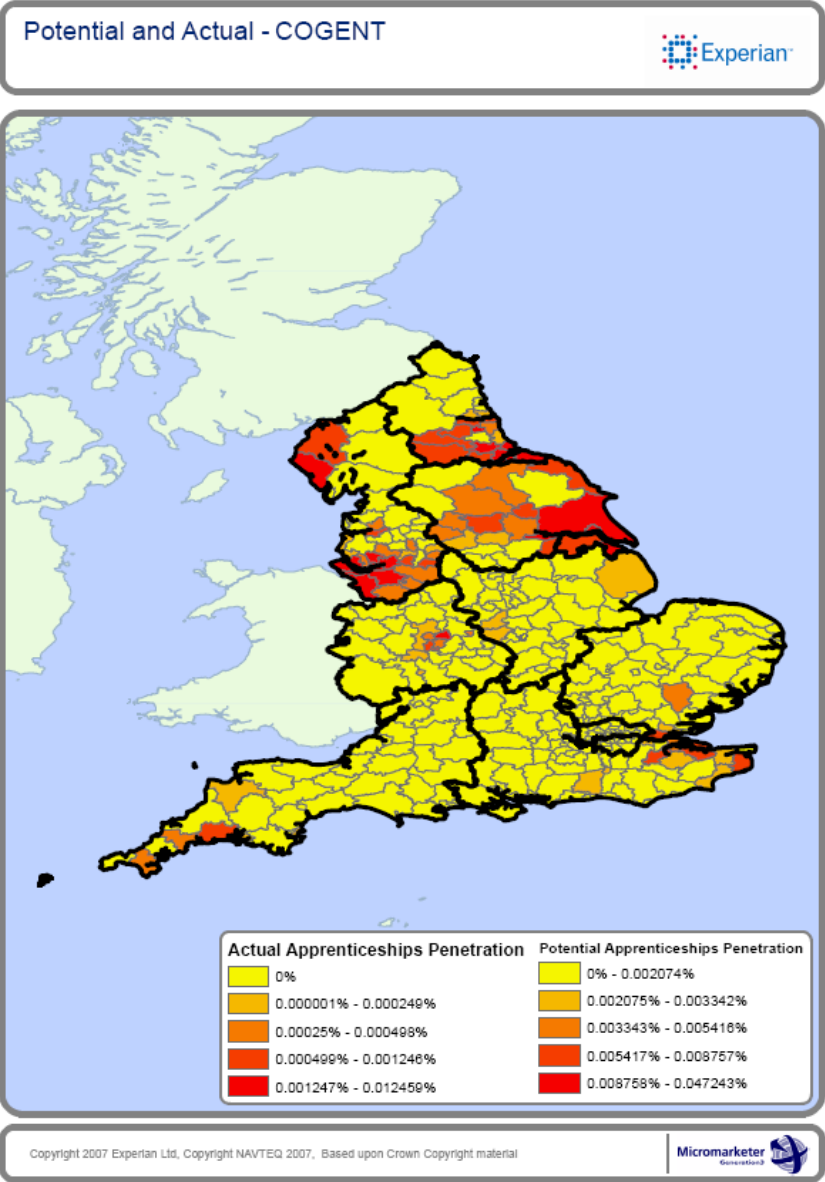 Potential and Actual - COGENT
Experian™
Actual Apprenticeships Penetration
0%
0.000001% - 0.000249%
0.00025% - 0.000498%
0.000499% - 0.001246%
0.001247% - 0.012459%
Potential Apprenticeships Penetration
0% - 0.002074%
0.002075% - 0.003342%
0.003343% - 0.005416%
0.005417% - 0.008757%
0.008758% - 0.047243%
Copyright 2007 Experian Ltd, Copyright NAVTEQ 2007, Based upon Crown Copyright material
Micromarketer
Generation3